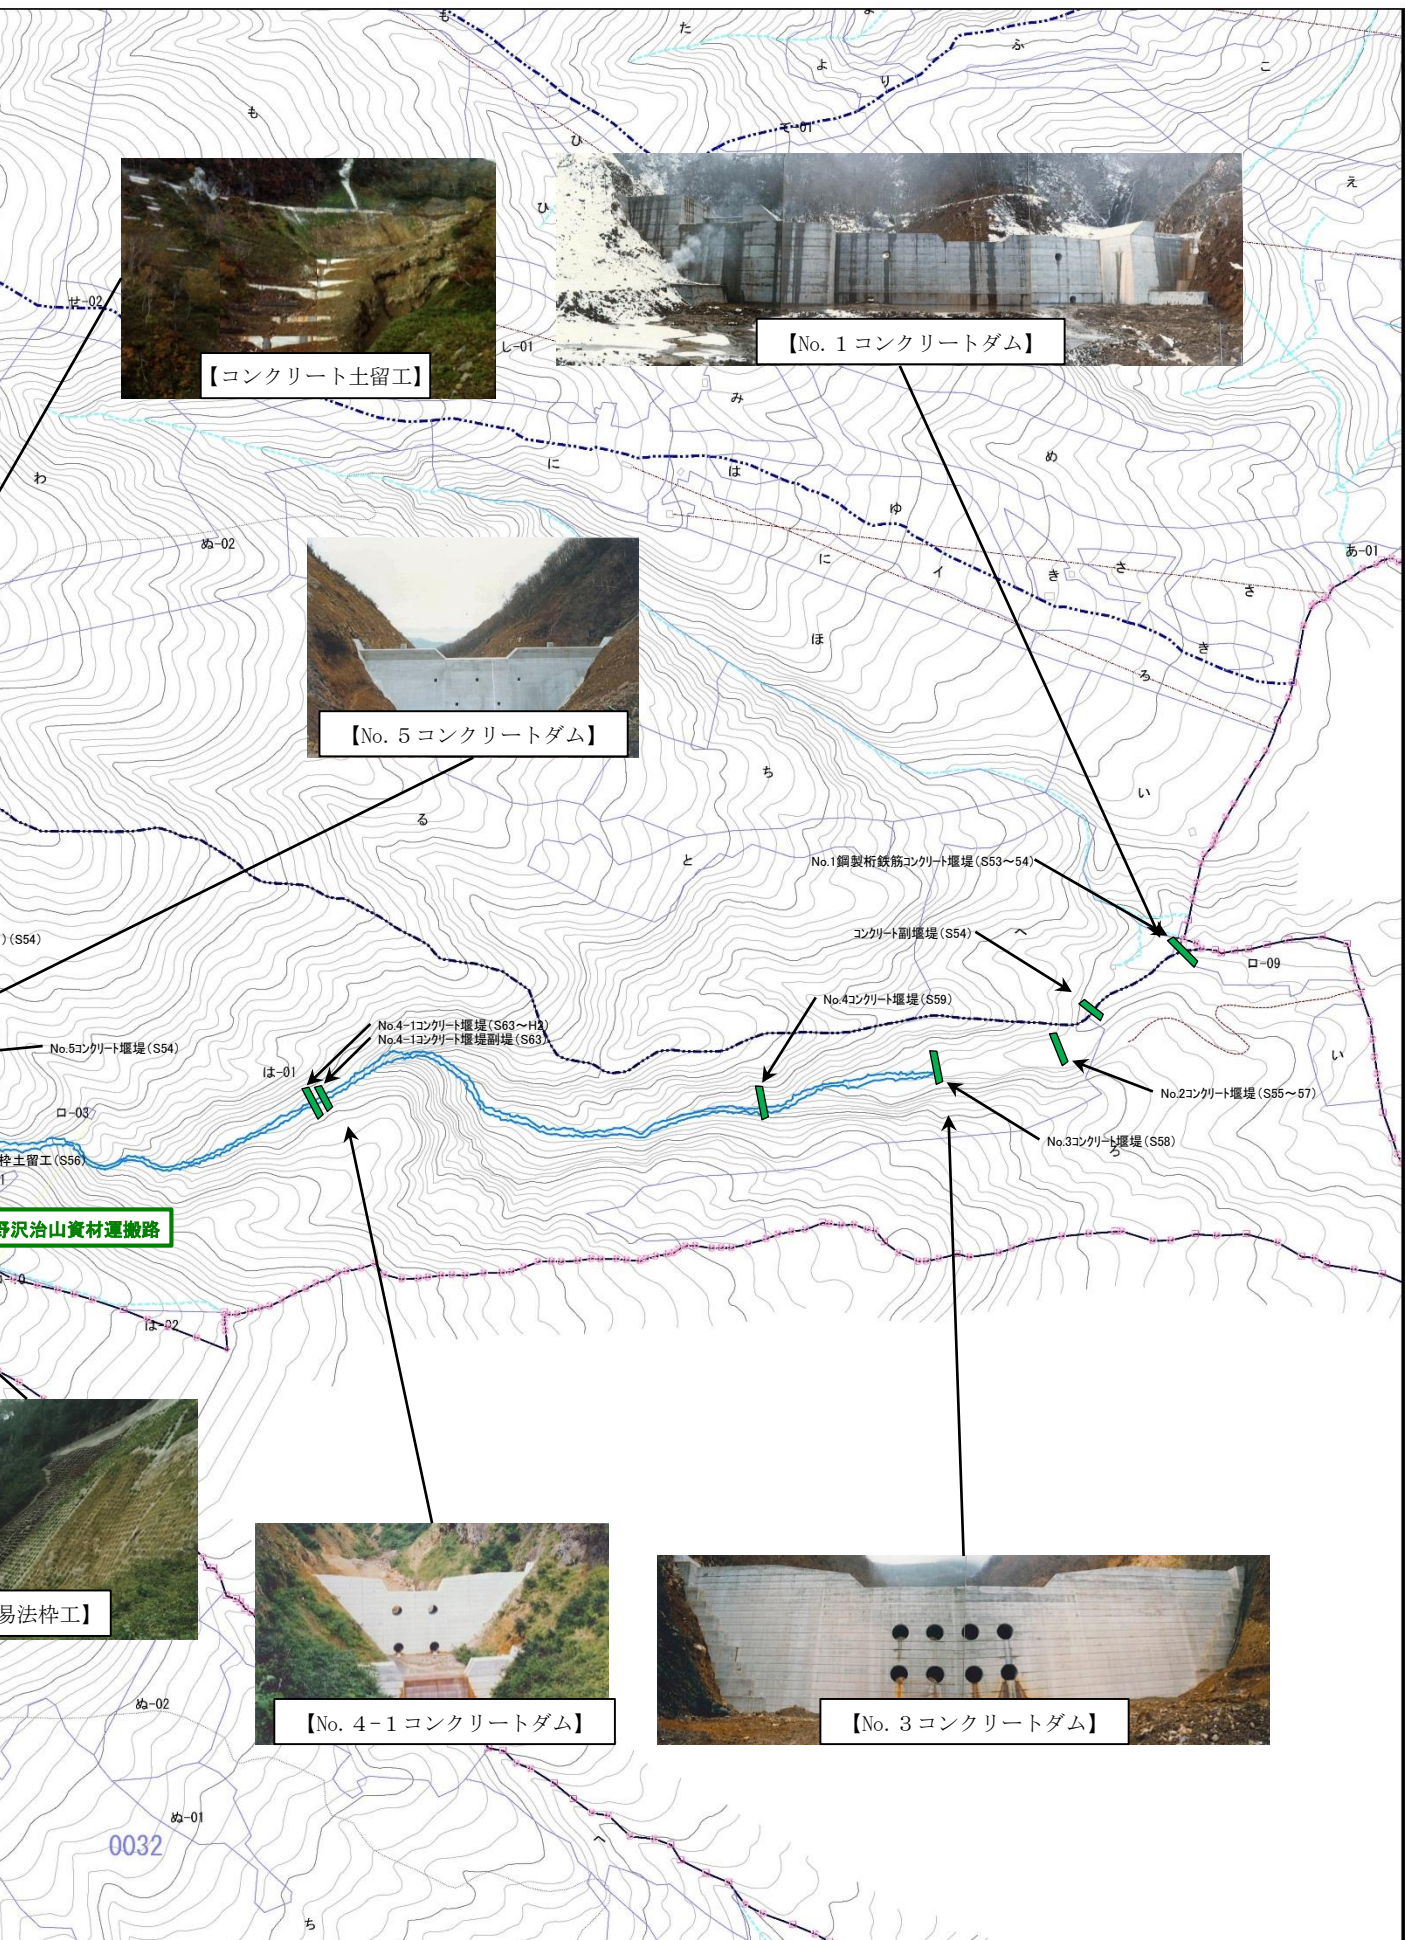 も
た
よ
よ
ふ
り
こ
も
そ-01
ひ
え
ひ
せ-02
し-01
【No.１コンクリートダム】
【コンクリート土留工】
み
に
は
め
わ
ゆ
ぬ-02
あ-01
に
イ
き
さ
さ
ほ
き
【No.５コンクリートダム】
ろ
ち
い
る
と
No.1鋼製桁鉄筋コンクリート堰堤(S53～54)
)(S54)
コンクリート副堰堤(S54)
へ
ロ-09
No.4コンクリート堰堤(S59)
No.4-1コンクリート堰堤(S63～H2)
No.4-1コンクリート堰堤副堤(S63)
No.5コンクリート堰堤(S54)
は-01
い
No.2コンクリート堰堤(S55～57)
ロ-03
No.3コンクリート堰堤(S58)
ろ
枠土留工(S56)
1
野沢治山資材運搬路
は-02
易法枠工】
ぬ-02
【No.４-１コンクリートダム】
【No.３コンクリートダム】
ぬ-01
0032
へ
ち